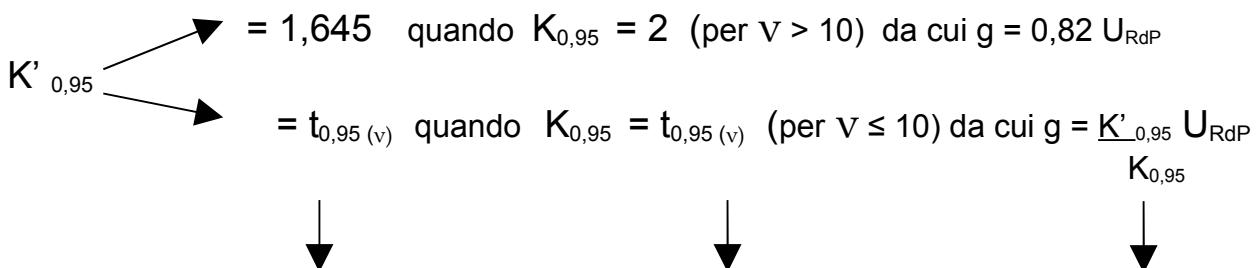 = 1,645 quando K0,95 = 2 (per ν > 10) da cui g = 0,82 URdP
K' 0,95
= t0,95 (ν) quando K0,95 = t0,95 (ν) (per ν ≤ 10) da cui g = K'0,95 URdP
K0,95